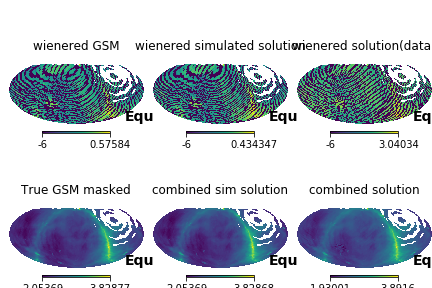 wienered GSM
wienered simulated solution
wienered solution(data
Equ
Equ
Equ
-6 0.57584
-6 0.434347
-6 3.04034
True GSM masked
combined sim solution
combined solution
Equ
Equ
Equ
2.05369 3.82877
2.05369 3.82868
1.93001 3.8916